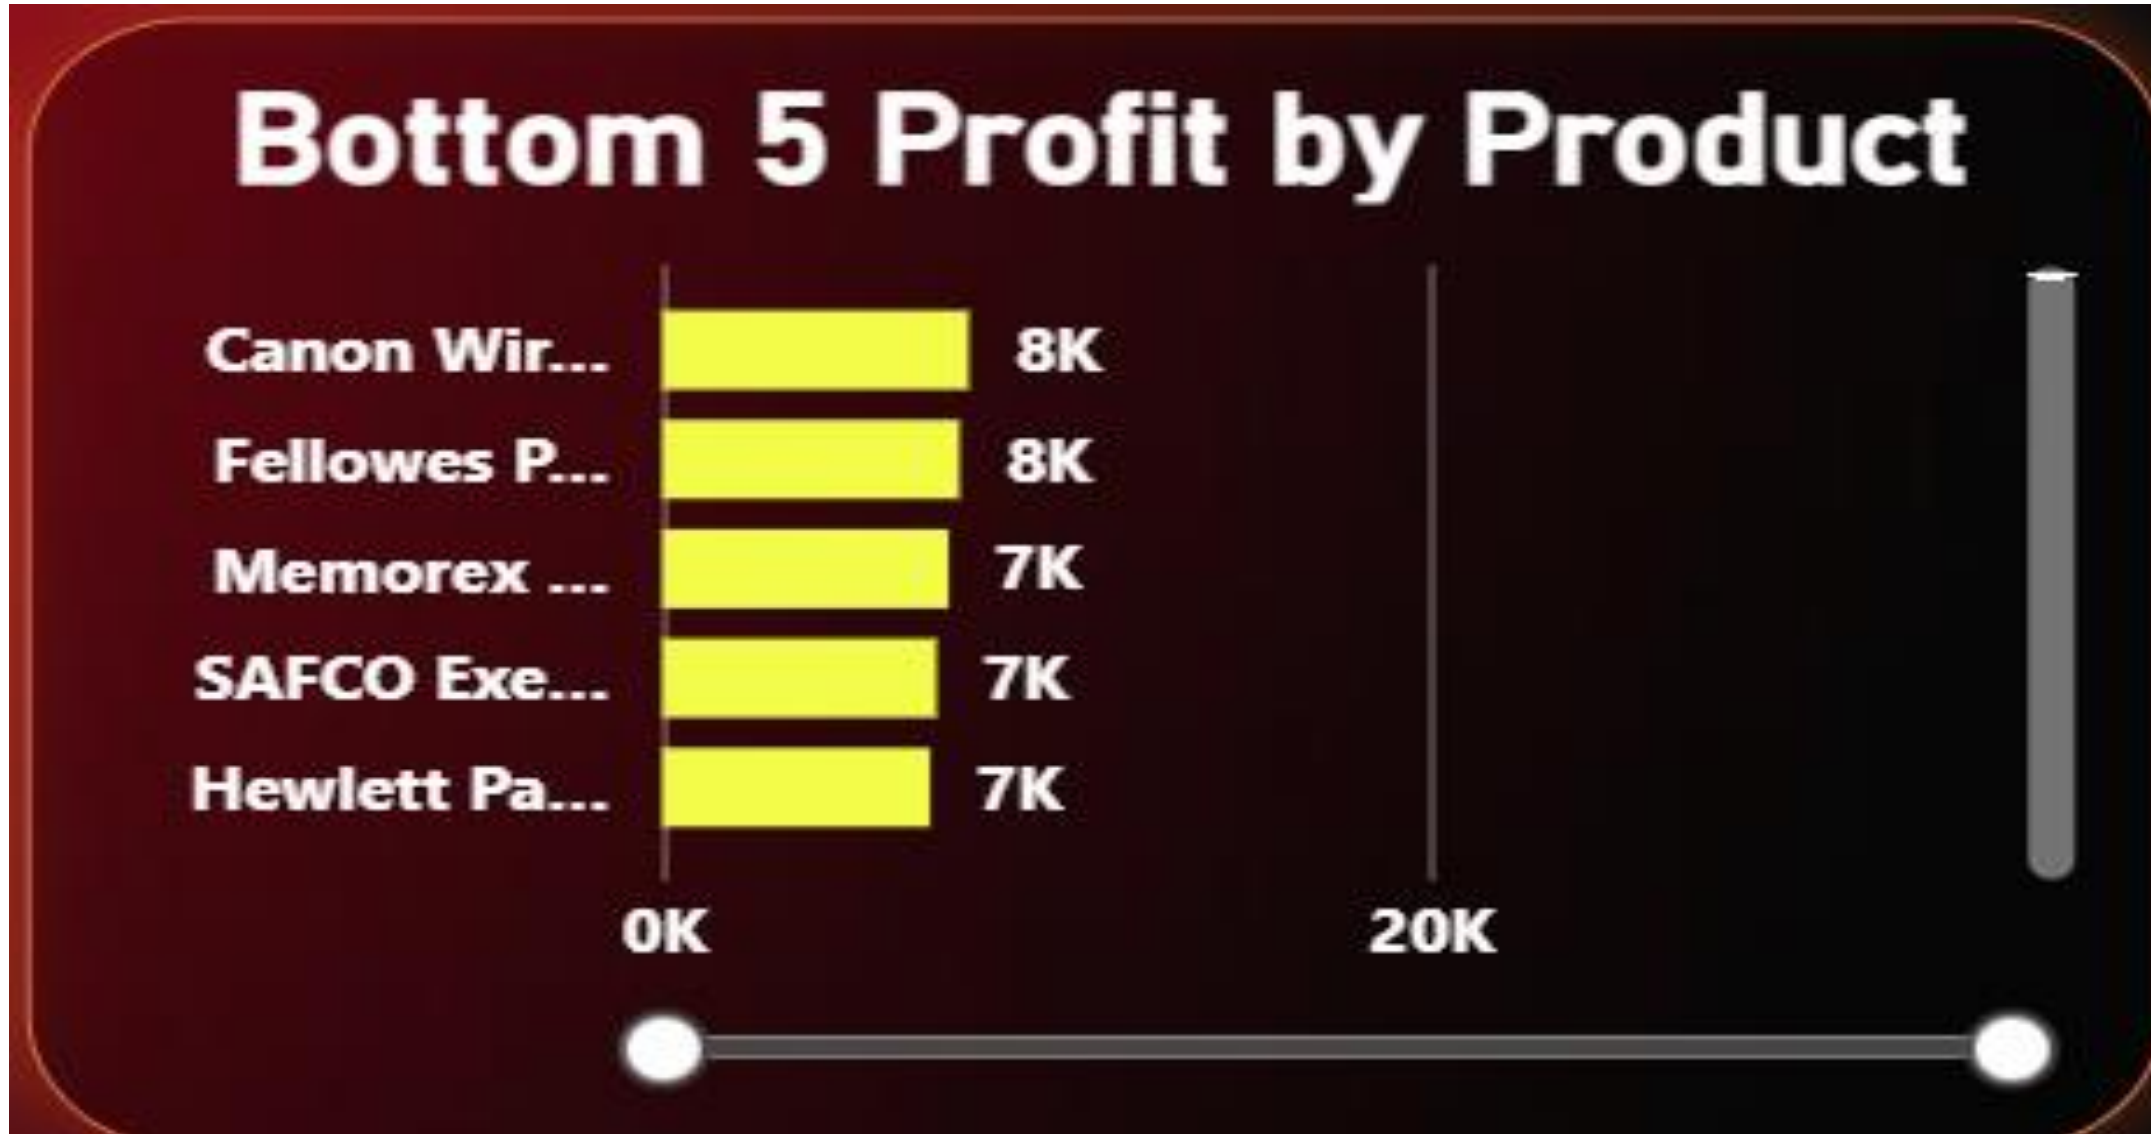 Bottom 5 Profit by Product
Canon Wir... 8K
Fellowes P... 8K
Memorex ... 7K
SAFCO Exe... 7K
Hewlett Pa... 7K
0K 20K